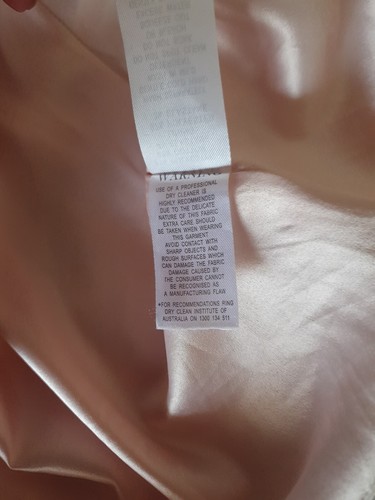 WARNING
USE OF A PROFESSIONAL
DRY CLEANER IS
HIGHLY RECOMMENDED
DUE TO THE DELICATE
NATURE OF THIS FABRIC
EXTRA CARE SHOULD
BE TAKEN WHEN WEARING
THIS GARMENT
AVOID CONTACT WITH
SHARP OBJECTS AND
ROUGH SURFACES WHICH
CAN DAMAGE THE FABRIC
DAMAGE CAUSED BY
THE CONSUMER CANNOT
BE RECOGNISED AS
A MANUFACTURING FLAW
*FOR RECOMMENDATIONS RING
DRY CLEAN INSTITUTE OF
AUSTRALIA ON 1300 134 511